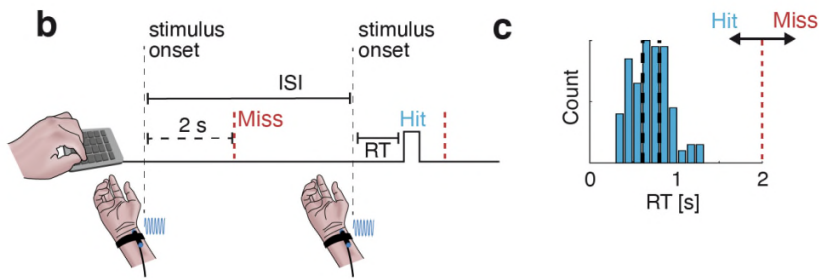 b
stimulus
onset
stimulus
onset
ISI
2 s
Miss
Hit
RT
c
Hit
Miss
Count
0
1
2
RT [s]